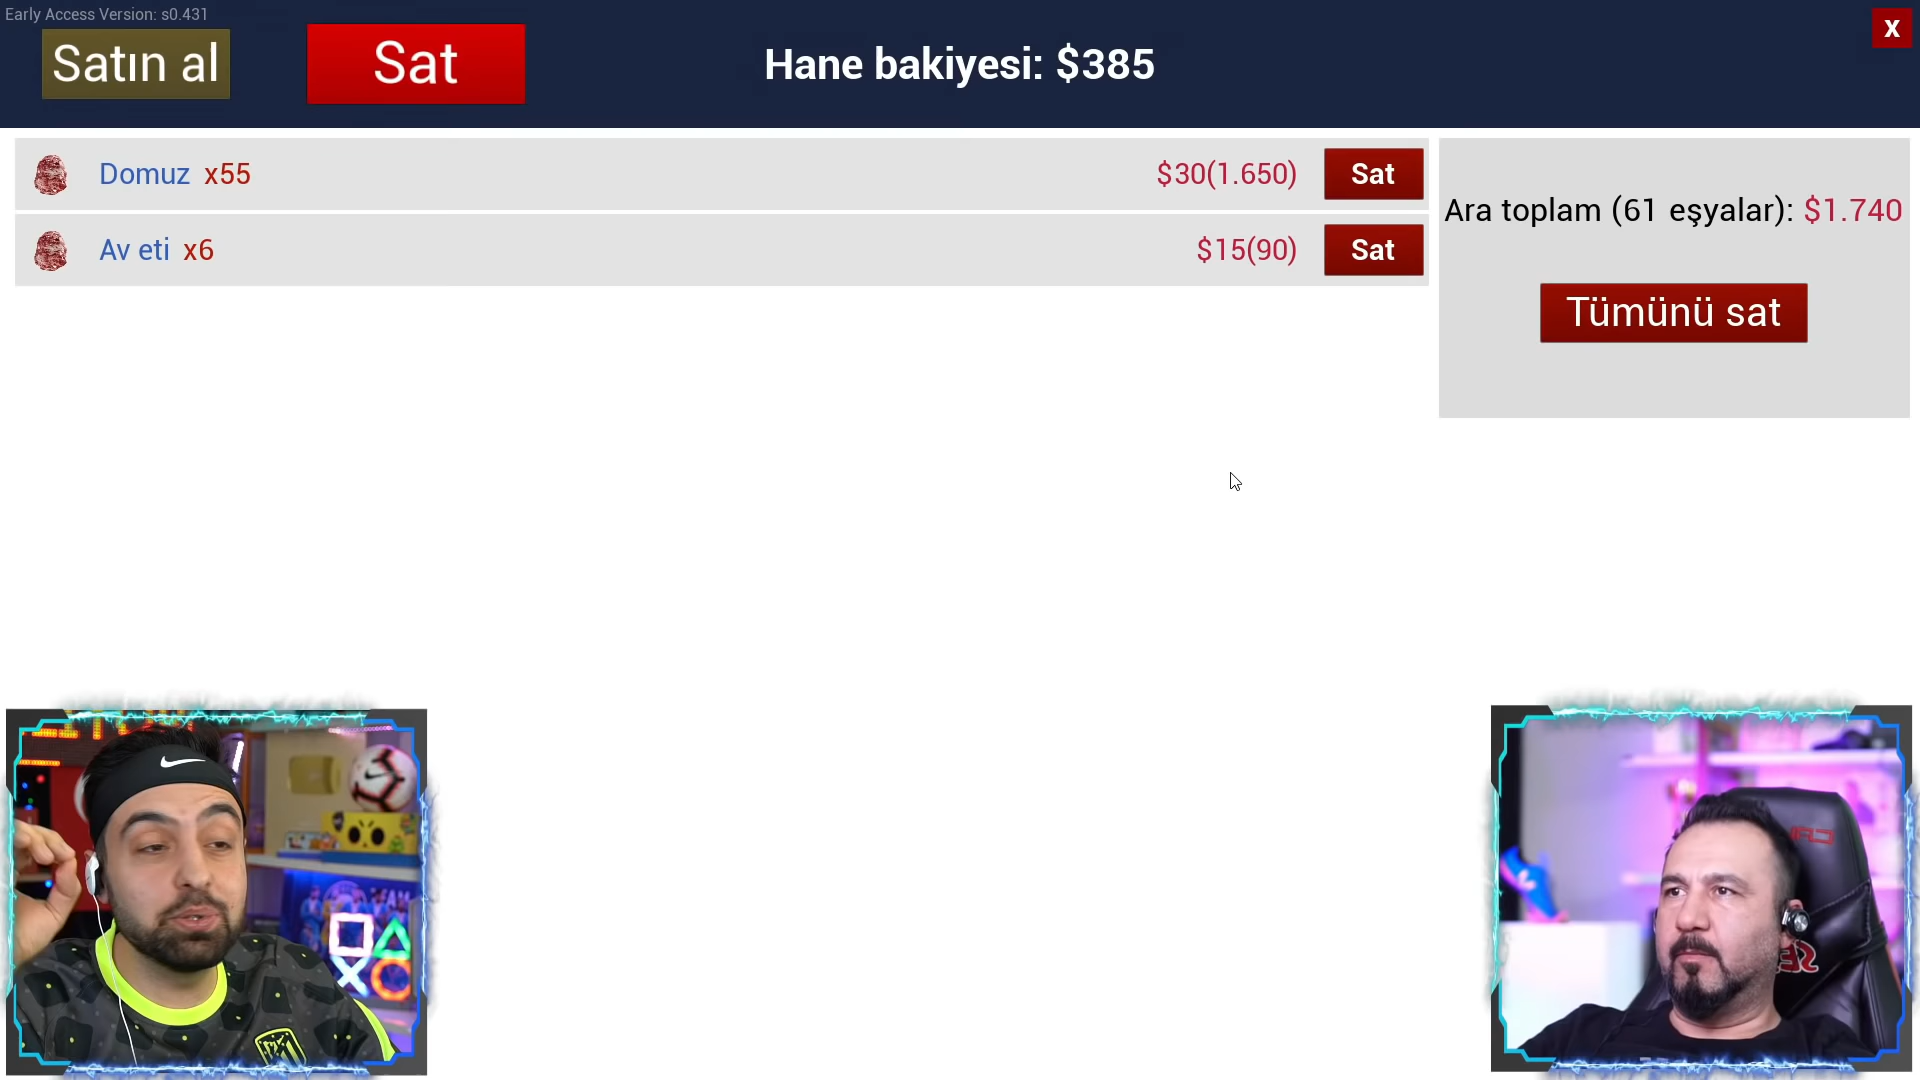 Early Access Version: s0.431
Satın al
Sat
Hane bakiyesi: $385
X
Domuz x55
$30(1.650)
Sat
Av eti x6
$15(90)
Sat
Ara toplam (61 eşyalar): $1.740
Tümünü sat